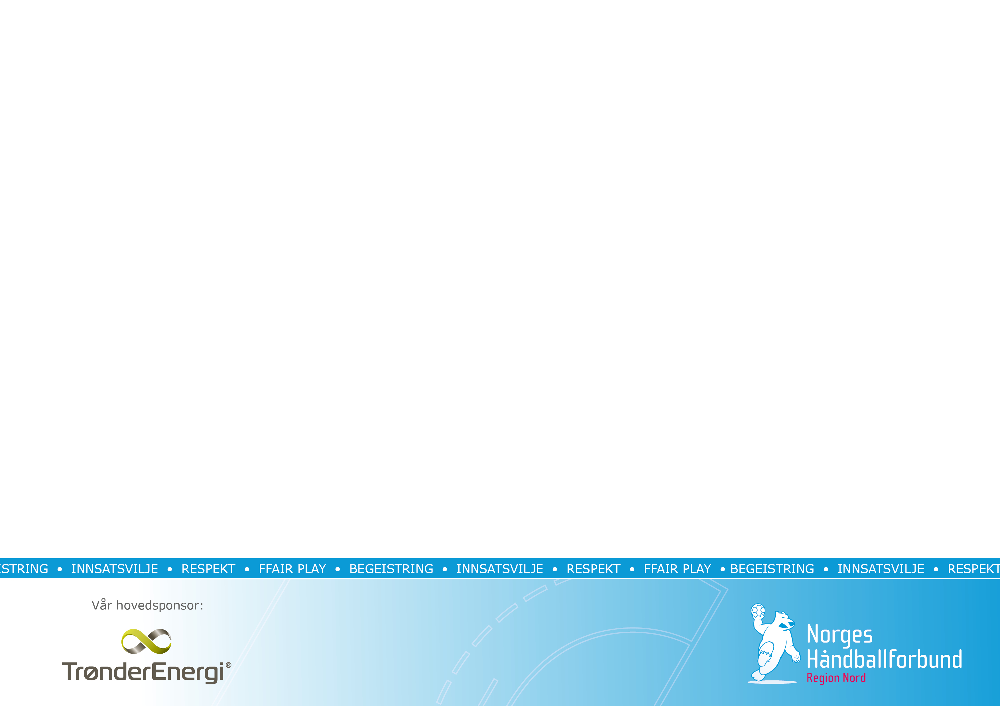 ISTRING • INNSATSVILJE • RESPEKT • FFAIR PLAY • BEGEISTRING • INNSATSVILJE • RESPEKT • FFAIR PLAY • BEGEISTRING • INNSATSVILJE • RESPEKT
Vår hovedsponsor:
TrønderEnergi®
Norges
Håndballforbund
Region Nord